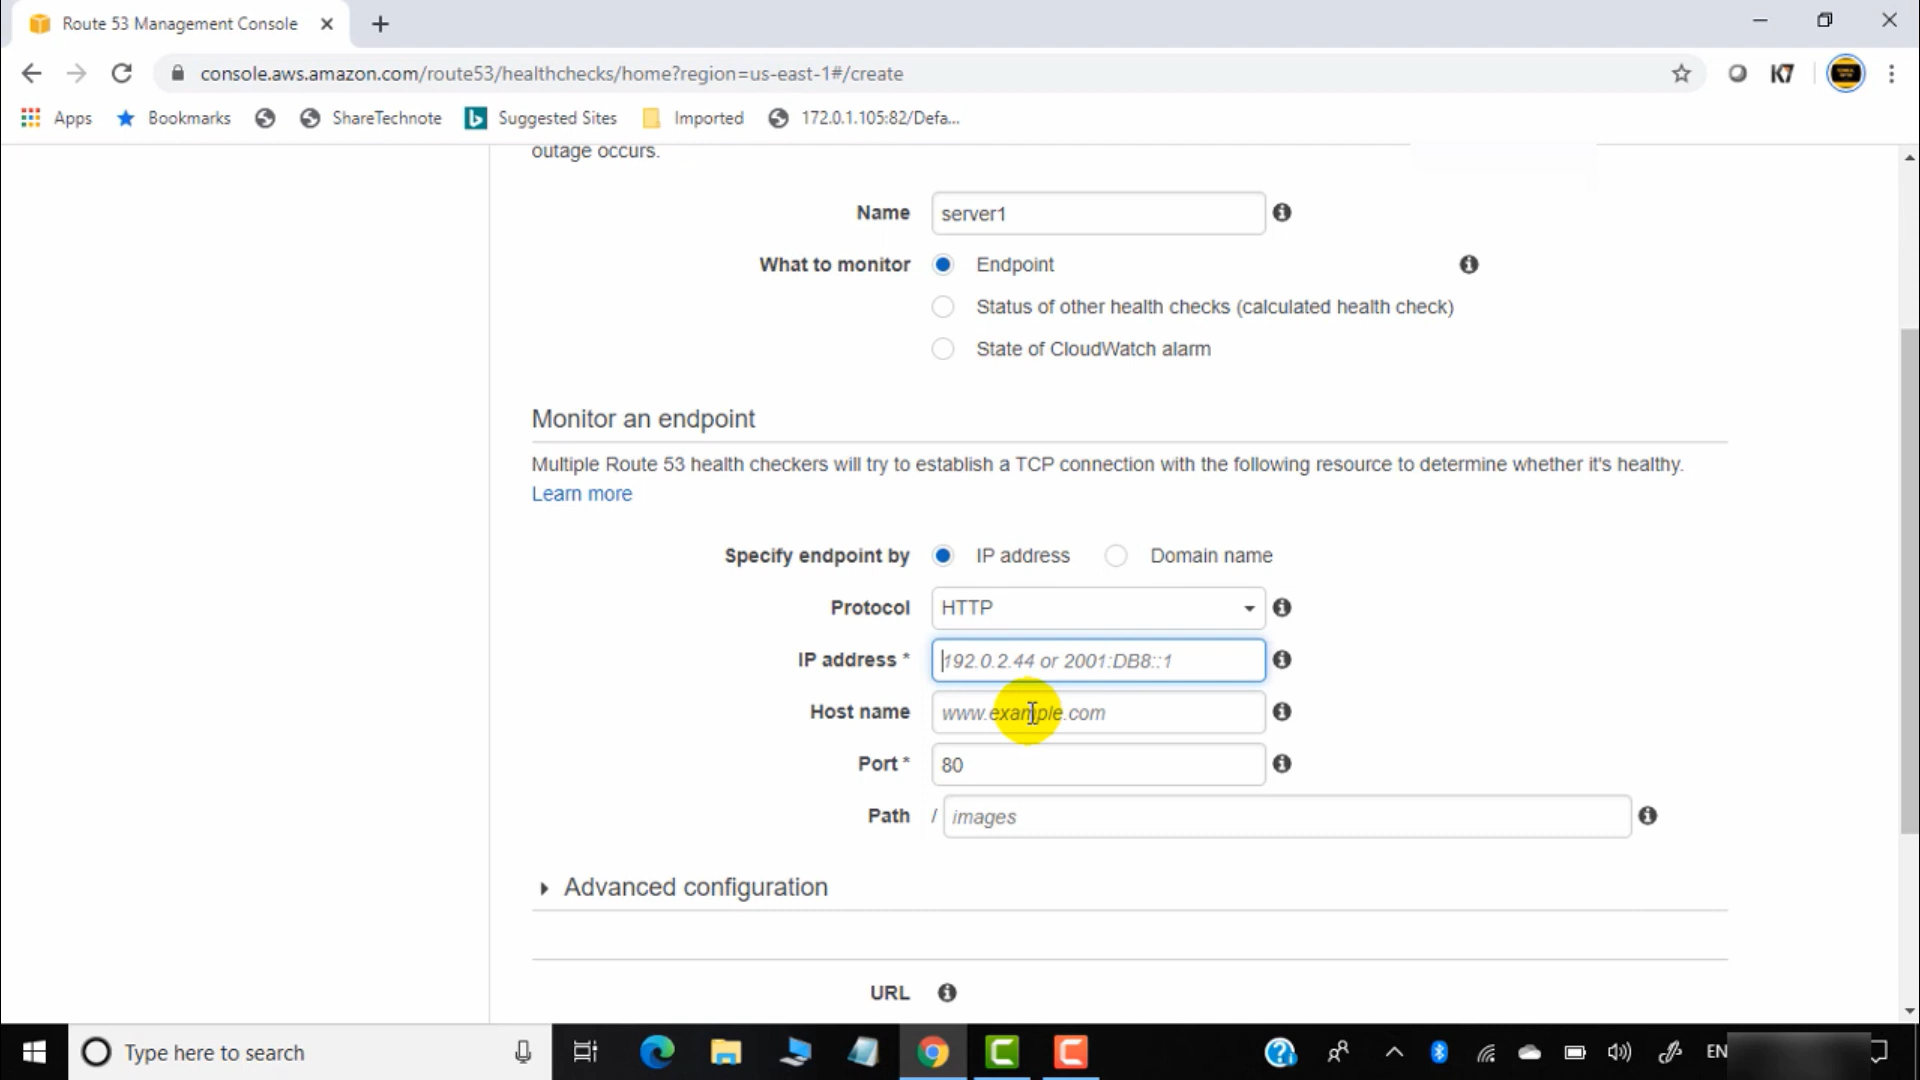 Route 53 Management Console
console.aws.amazon.com/route53/healthchecks/home?region=us-east-1#/create
K7
Apps
Bookmarks
ShareTechnote
Suggested Sites
Imported
172.0.1.105:82/Defa...
outage occurs.
Name
server1
What to monitor
Endpoint
Status of other health checks (calculated health check)
State of CloudWatch alarm
Monitor an endpoint
Multiple Route 53 health checkers will try to establish a TCP connection with the following resource to determine whether it's healthy.
Learn more
Specify endpoint by
IP address
Domain name
Protocol
HTTP
IP address *
192.0.2.44 or 2001:DB8::1
Host name
www.example.com
Port *
80
Path
/
images
Advanced configuration
URL
Type here to search
EN